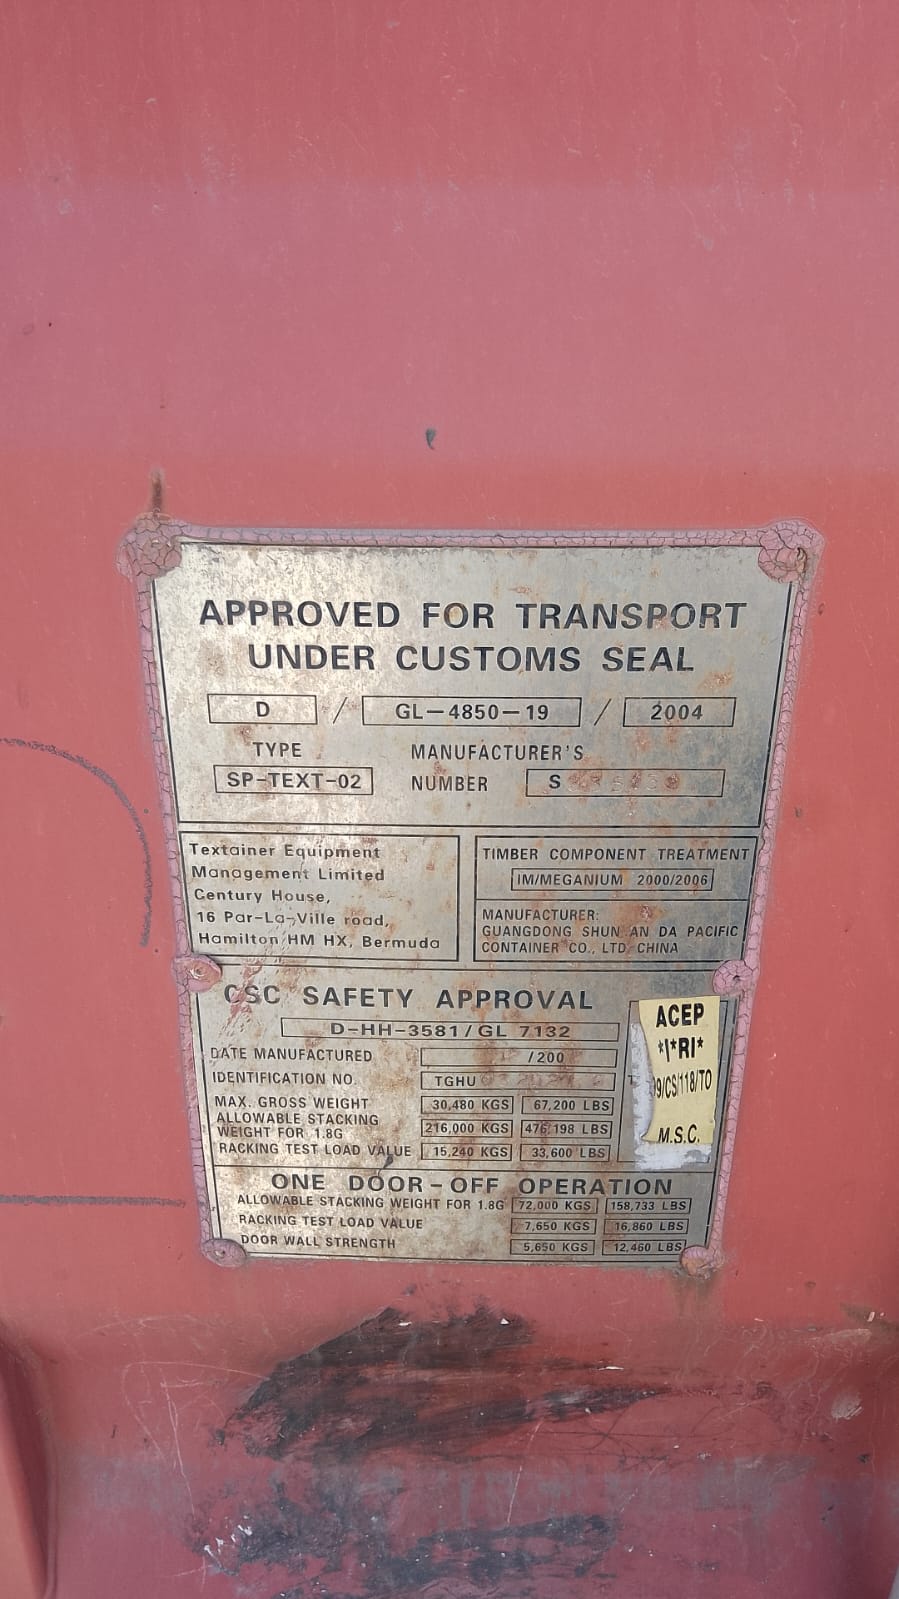 APPROVED FOR TRANSPORT
UNDER CUSTOMS SEAL
D / GL-4850-19 / 2004
TYPE MANUFACTURER'S
SP-TEXT-02 NUMBER S
Textainer Equipment
Management Limited
Century House,
16 Par-La-Ville road,
Hamilton HM HX, Bermuda
TIMBER COMPONENT TREATMENT
IM/MEGANIUM 2000/2006
MANUFACTURER:
GUANGDONG SHUN AN DA PACIFIC
CONTAINER CO., LTD. CHINA
CSC SAFETY APPROVAL
D-HH-3581/GL 7132
DATE MANUFACTURED /200
IDENTIFICATION NO. TGHU
MAX. GROSS WEIGHT 30,480 KGS 67,200 LBS
ALLOWABLE STACKING
WEIGHT FOR 1.8G 216,000 KGS 476,198 LBS
RACKING TEST LOAD VALUE 15,240 KGS 33,600 LBS
ACEP
*I*RI*
9/CS/118/TO
M.S.C.
ONE DOOR-OFF OPERATION
ALLOWABLE STACKING WEIGHT FOR 1.8G 72,000 KGS 158,733 LBS
RACKING TEST LOAD VALUE 7,650 KGS 16,860 LBS
DOOR WALL STRENGTH 5,650 KGS 12,460 LBS